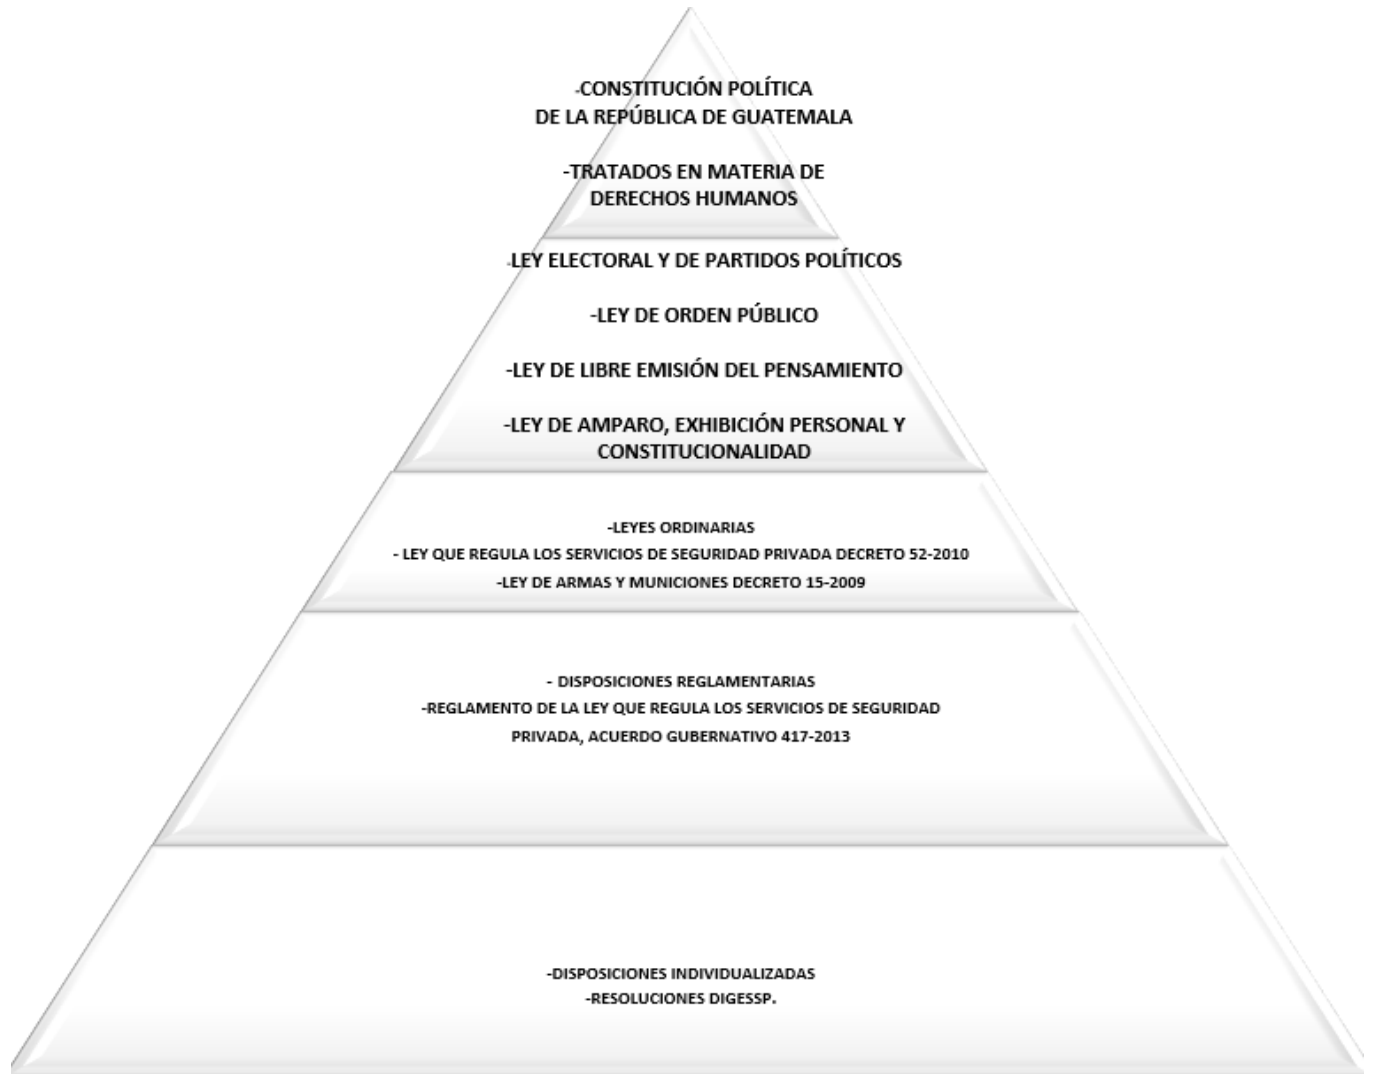 -CONSTITUCIÓN POLÍTICA
DE LA REPÚBLICA DE GUATEMALA
-TRATADOS EN MATERIA DE
DERECHOS HUMANOS
-LEY ELECTORAL Y DE PARTIDOS POLÍTICOS
-LEY DE ORDEN PÚBLICO
-LEY DE LIBRE EMISIÓN DEL PENSAMIENTO
-LEY DE AMPARO, EXHIBICIÓN PERSONAL Y
CONSTITUCIONALIDAD
-LEYES ORDINARIAS
- LEY QUE REGULA LOS SERVICIOS DE SEGURIDAD PRIVADA DECRETO 52-2010
-LEY DE ARMAS Y MUNICIONES DECRETO 15-2009
- DISPOSICIONES REGLAMENTARIAS
-REGLAMENTO DE LA LEY QUE REGULA LOS SERVICIOS DE SEGURIDAD
PRIVADA, ACUERDO GUBERNATIVO 417-2013
-DISPOSICIONES INDIVIDUALIZADAS
-RESOLUCIONES DIGESSP.